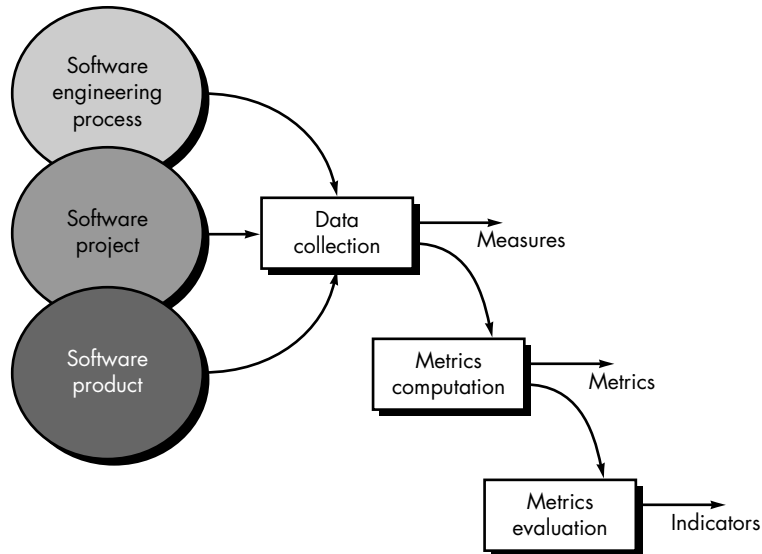 Software
engineering
process
Software
project
Software
product
Data
collection
Measures
Metrics
computation
Metrics
Metrics
evaluation
Indicators